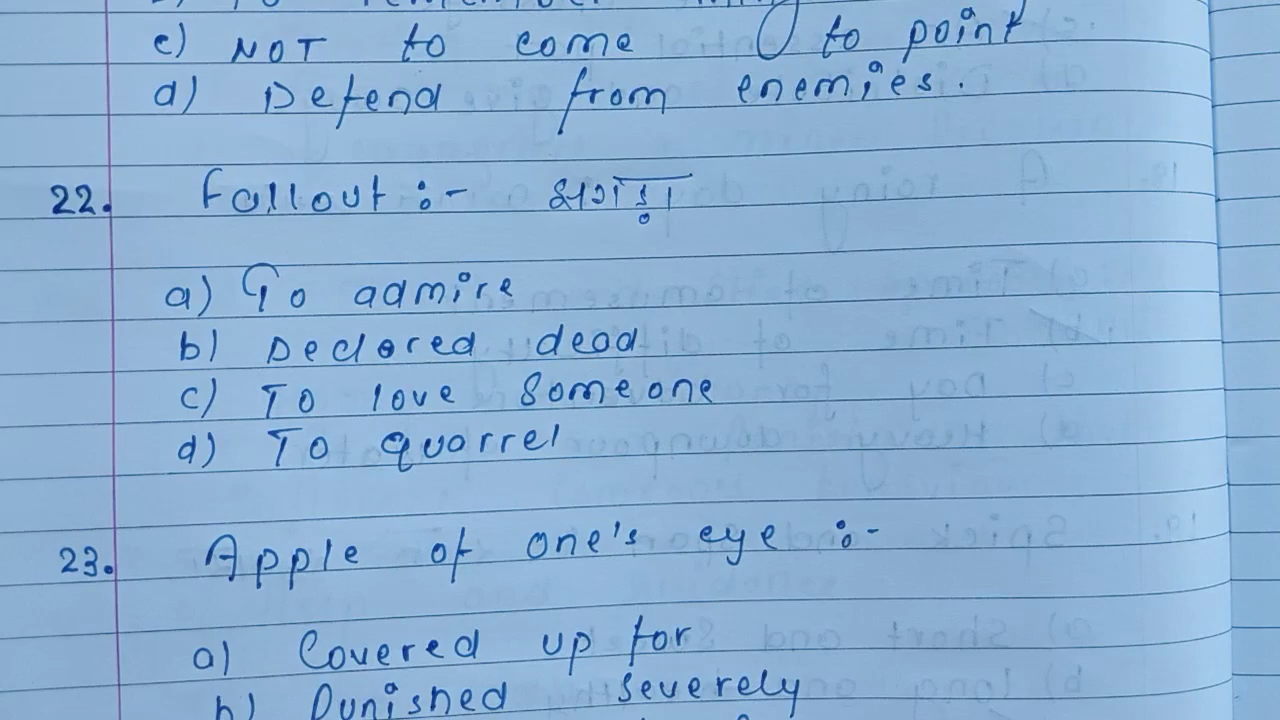 c) NOT to come to point
d) Defend from enemies.
22. Fallout :- झगड़ा
a) To admire
b) Declared dead
c) To love someone
d) To quarrel
23. Apple of one's eye :-
a) Covered up for
b) Punished severely